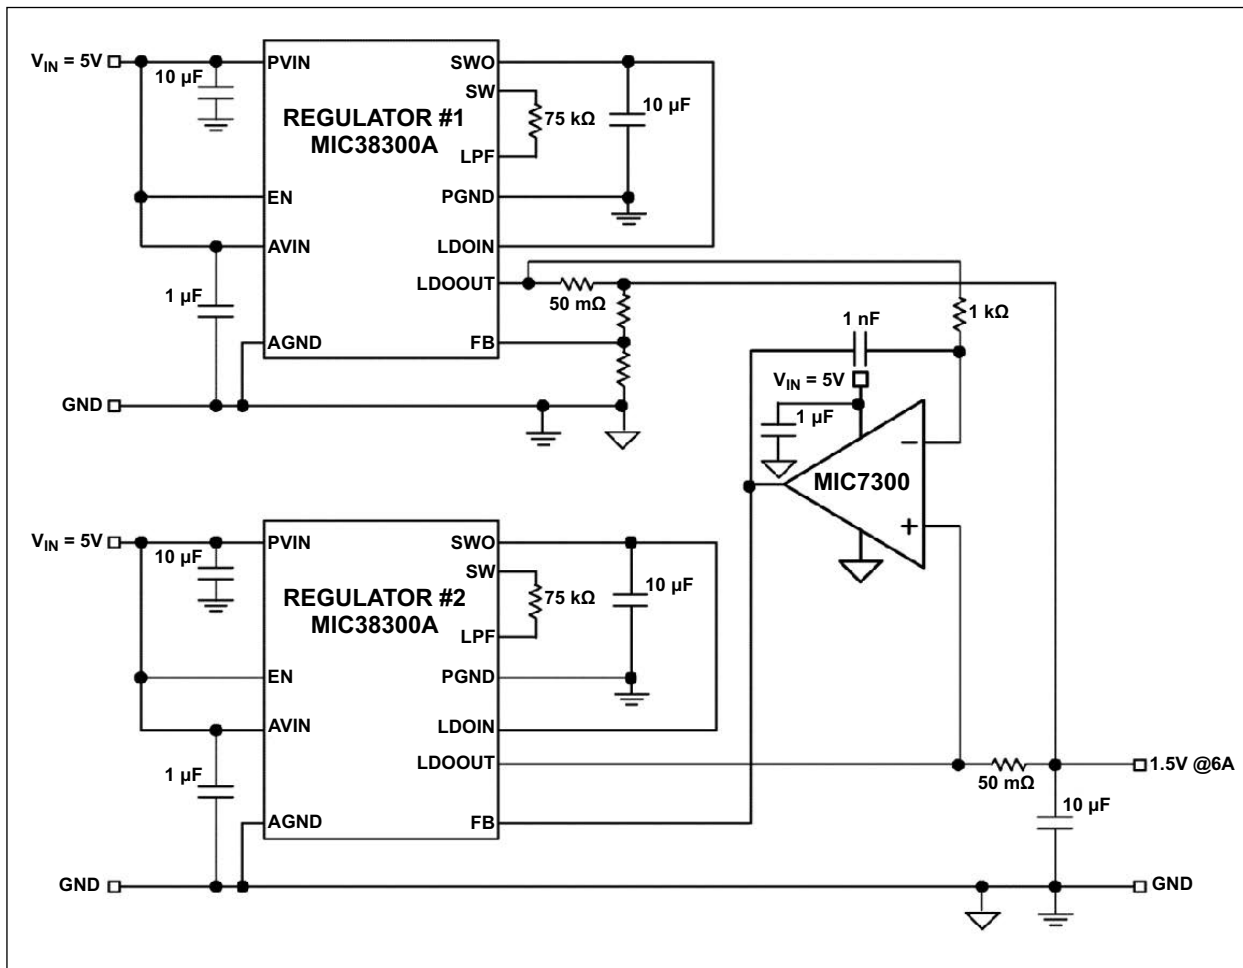 V_IN = 5V
10 µF
PVIN
SWO
SW
75 kΩ
10 µF
REGULATOR #1
MIC38300A
LPF
EN
PGND
AVIN
LDOIN
LDOOUT
50 mΩ
1 µF
1 nF
1 kΩ
AGND
FB
V_IN = 5V
GND
1 µF
−
MIC7300
+
V_IN = 5V
10 µF
PVIN
SWO
SW
75 kΩ
10 µF
REGULATOR #2
MIC38300A
LPF
EN
PGND
AVIN
LDOIN
LDOOUT
50 mΩ
1.5V @6A
1 µF
10 µF
AGND
FB
GND
GND